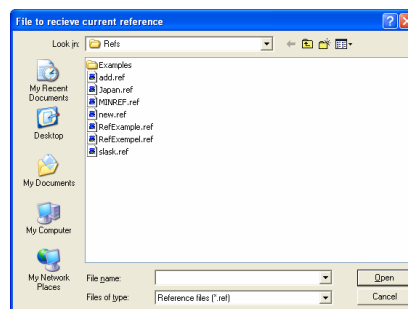 File to recieve current reference
Look in:
Refs
Examples
add.ref
Japan.ref
MINREF.ref
new.ref
RefExample.ref
RefExempel.ref
slask.ref
My Recent
Documents
Desktop
My Documents
My Computer
My Network
Places
File name:
Open
Files of type:
Reference files (*.ref)
Cancel